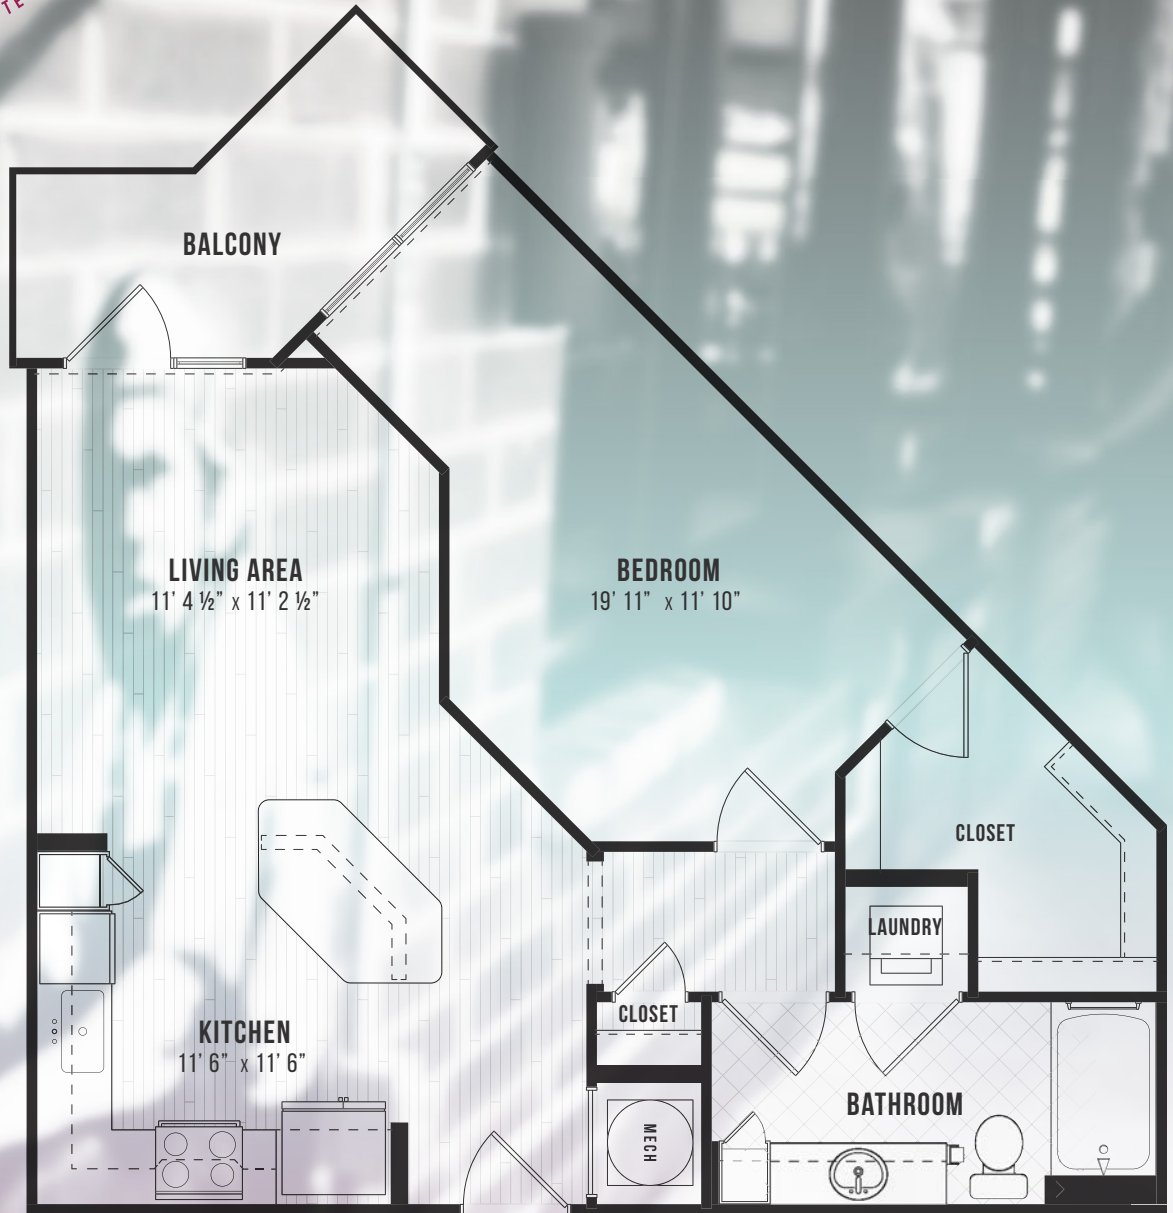 TE
BALCONY
LIVING AREA
11' 4 ½" x 11' 2 ½"
BEDROOM
19' 11" x 11' 10"
CLOSET
LAUNDRY
CLOSET
KITCHEN
11' 6" x 11' 6"
BATHROOM
MECH